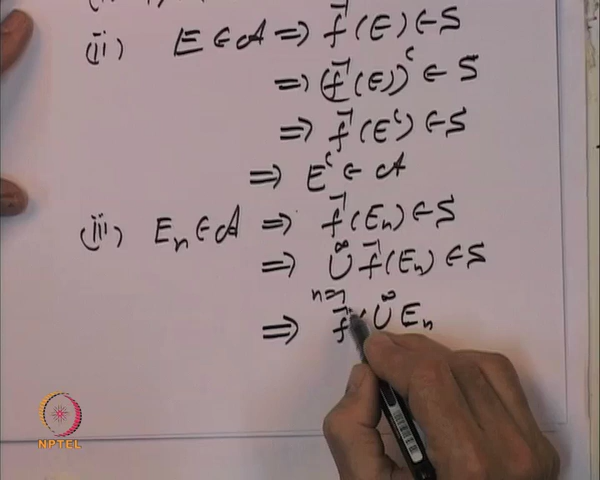 (ii) E ∈ 𝒜 ⇒ f⁻¹(E) ∈ S
⇒ (f⁻¹(E))ᶜ ∈ S
⇒ f⁻¹(Eᶜ) ∈ S
⇒ Eᶜ ∈ 𝒜
(iii) Eₙ ∈ 𝒜 ⇒ f⁻¹(Eₙ) ∈ S
⇒ ∞ ∪ n=1 f⁻¹(Eₙ) ∈ S
⇒ f⁻¹( ∞ ∪ Eₙ
NPTEL